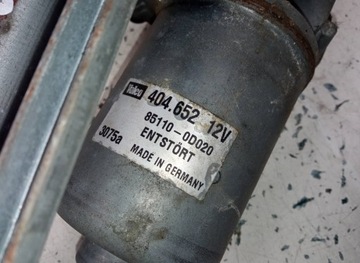 Valeo 404.652 12V
85110-0D020
3075a ENTSTÖRT
MADE IN GERMANY